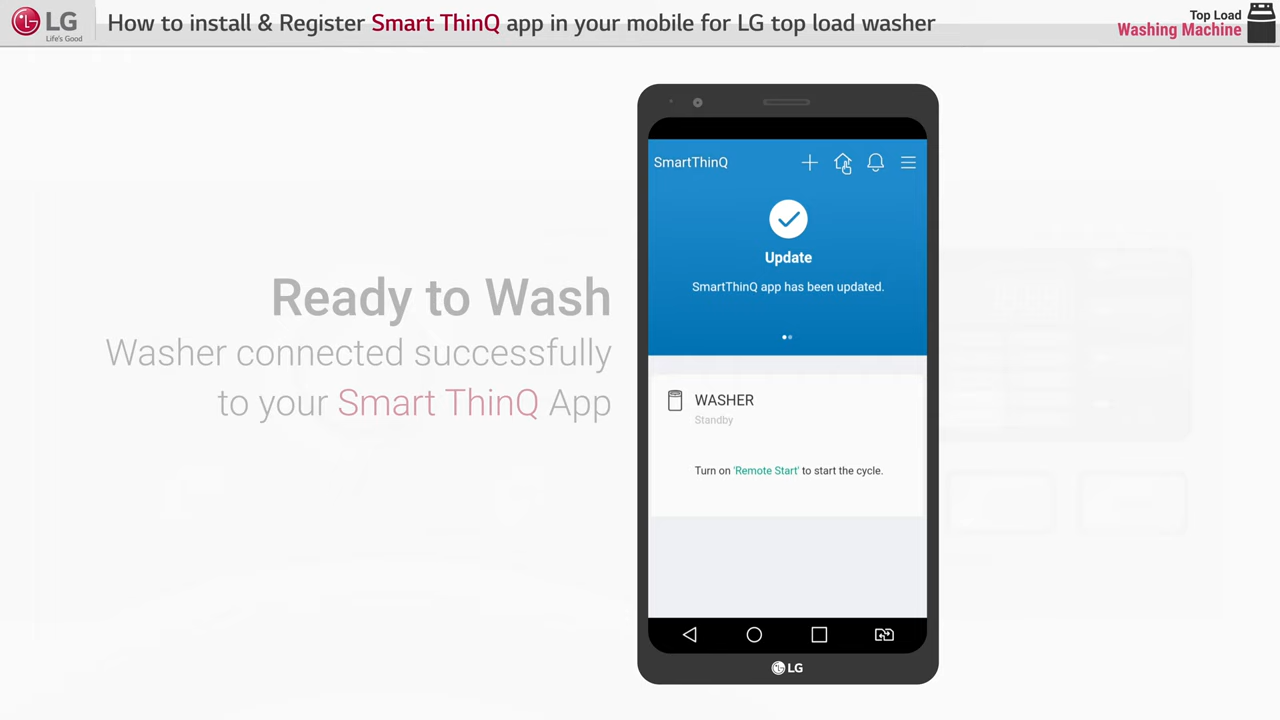 LG
Life's Good
How to install & Register Smart ThinQ app in your mobile for LG top load washer
Top Load
Washing Machine
Ready to Wash
Washer connected successfully
to your Smart ThinQ App
SmartThinQ
Update
SmartThinQ app has been updated.
WASHER
Standby
Turn on 'Remote Start' to start the cycle.
LG